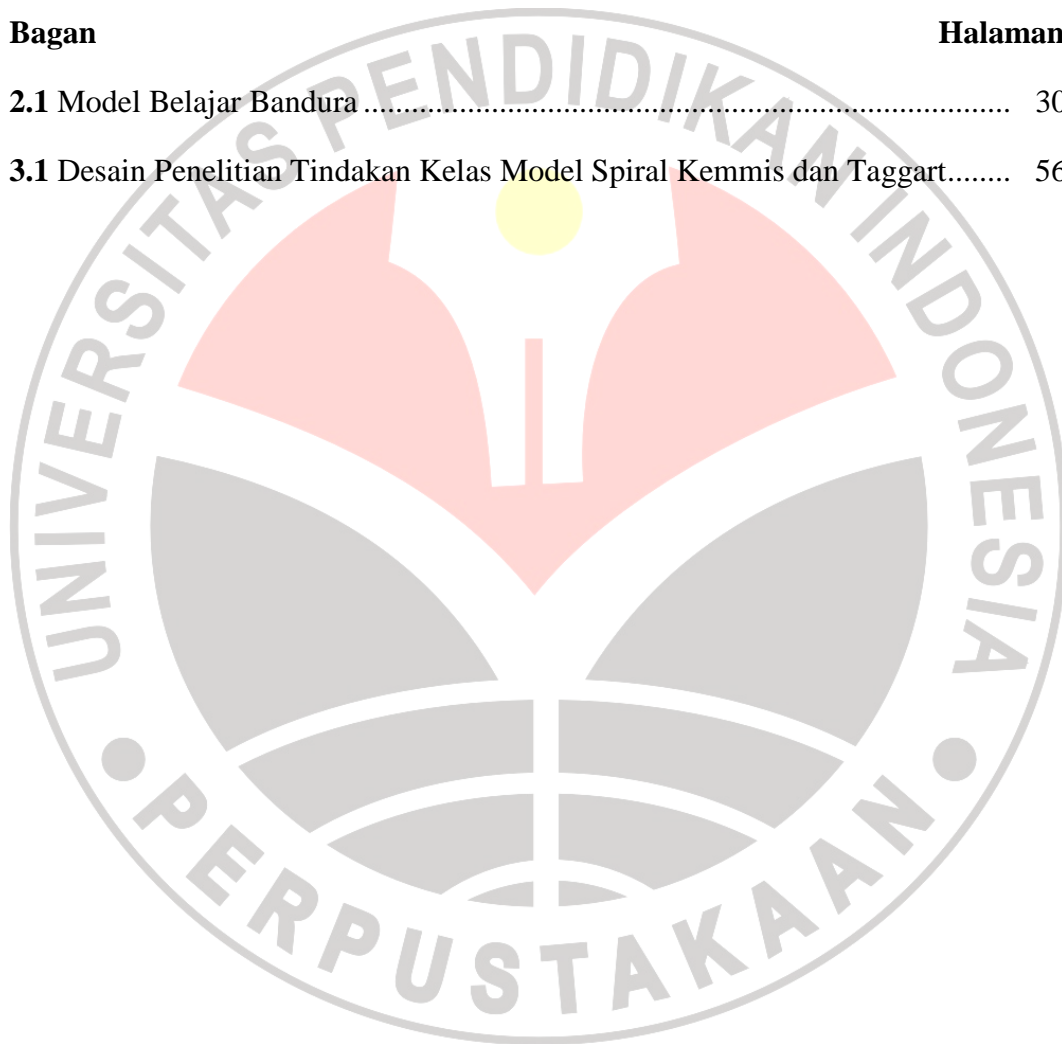 Bagan Halaman
2.1 Model Belajar Bandura ................................................................................ 30
3.1 Desain Penelitian Tindakan Kelas Model Spiral Kemmis dan Taggart........ 56
UNIVERSITAS PENDIDIKAN INDONESIA
PERPUSTAKAAN